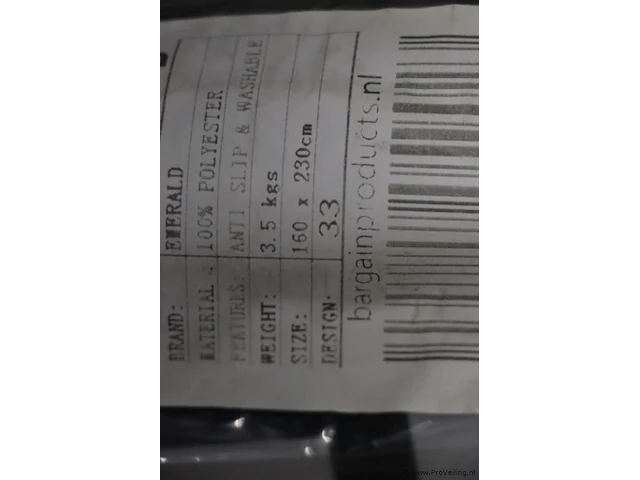 BRAND: EMERALD
MATERIAL : 100% POLYESTER
FEATURES: ANTI SLIP & WASHABLE
WEIGHT: 3.5 kgs
SIZE: 160 x 230cm
DESIGN: 33
bargainproducts.nl
www.ProVeiling.nl